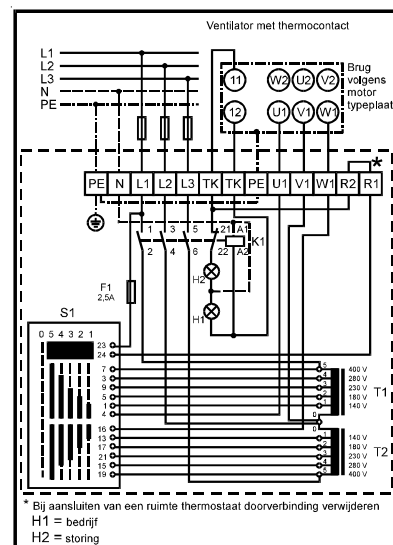 Ventilator met thermocontact
L1
L2
L3
N
PE
11 W2 U2 V2
12 U1 V1 W1
Brug
volgens
motor
typeplaat
*
PE N L1 L2 L3 TK TK PE U1 V1 W1 R2 R1
1 3 5 21 A1
K1
2 4 6 22 A2
H2
F1
2,5A
H1
S1
0 5 4 3 2 1
23
24
7 5 400 V
3 4 280 V
9 3 230 V
5 2 180 V
1 1 140 V
4 0
T1
16 0
13 1 140 V
17 2 180 V
21 3 230 V
15 4 280 V
19 5 400 V
T2
* Bij aansluiten van een ruimte thermostaat doorverbinding verwijderen
H1 = bedrijf
H2 = storing